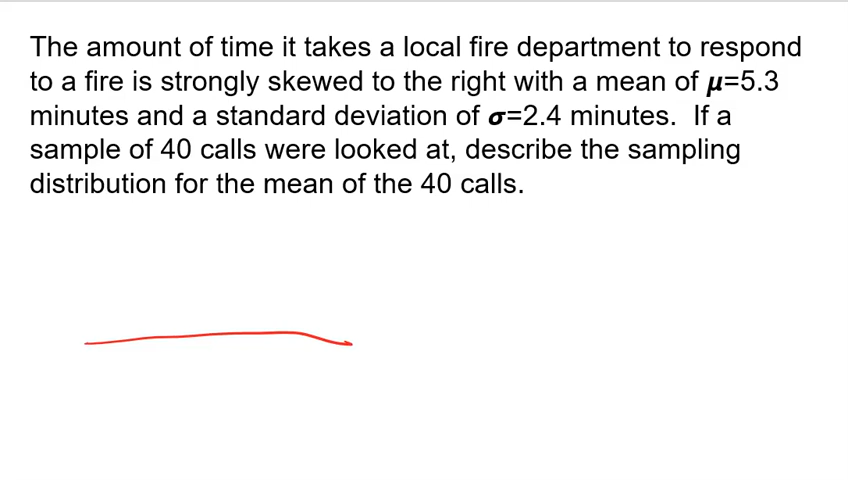 The amount of time it takes a local fire department to respond
to a fire is strongly skewed to the right with a mean of μ=5.3
minutes and a standard deviation of σ=2.4 minutes.  If a
sample of 40 calls were looked at, describe the sampling
distribution for the mean of the 40 calls.